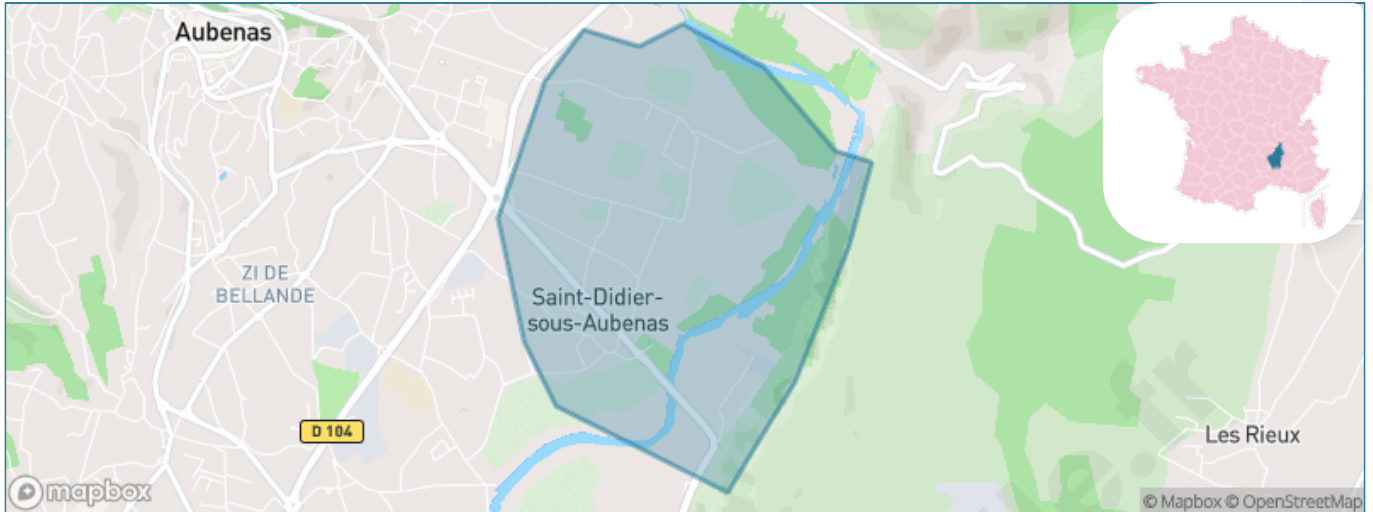 Aubenas
ZI DE
BELLANDE
Saint-Didier-
sous-Aubenas
D 104
Les Rieux
mapbox
© Mapbox © OpenStreetMap